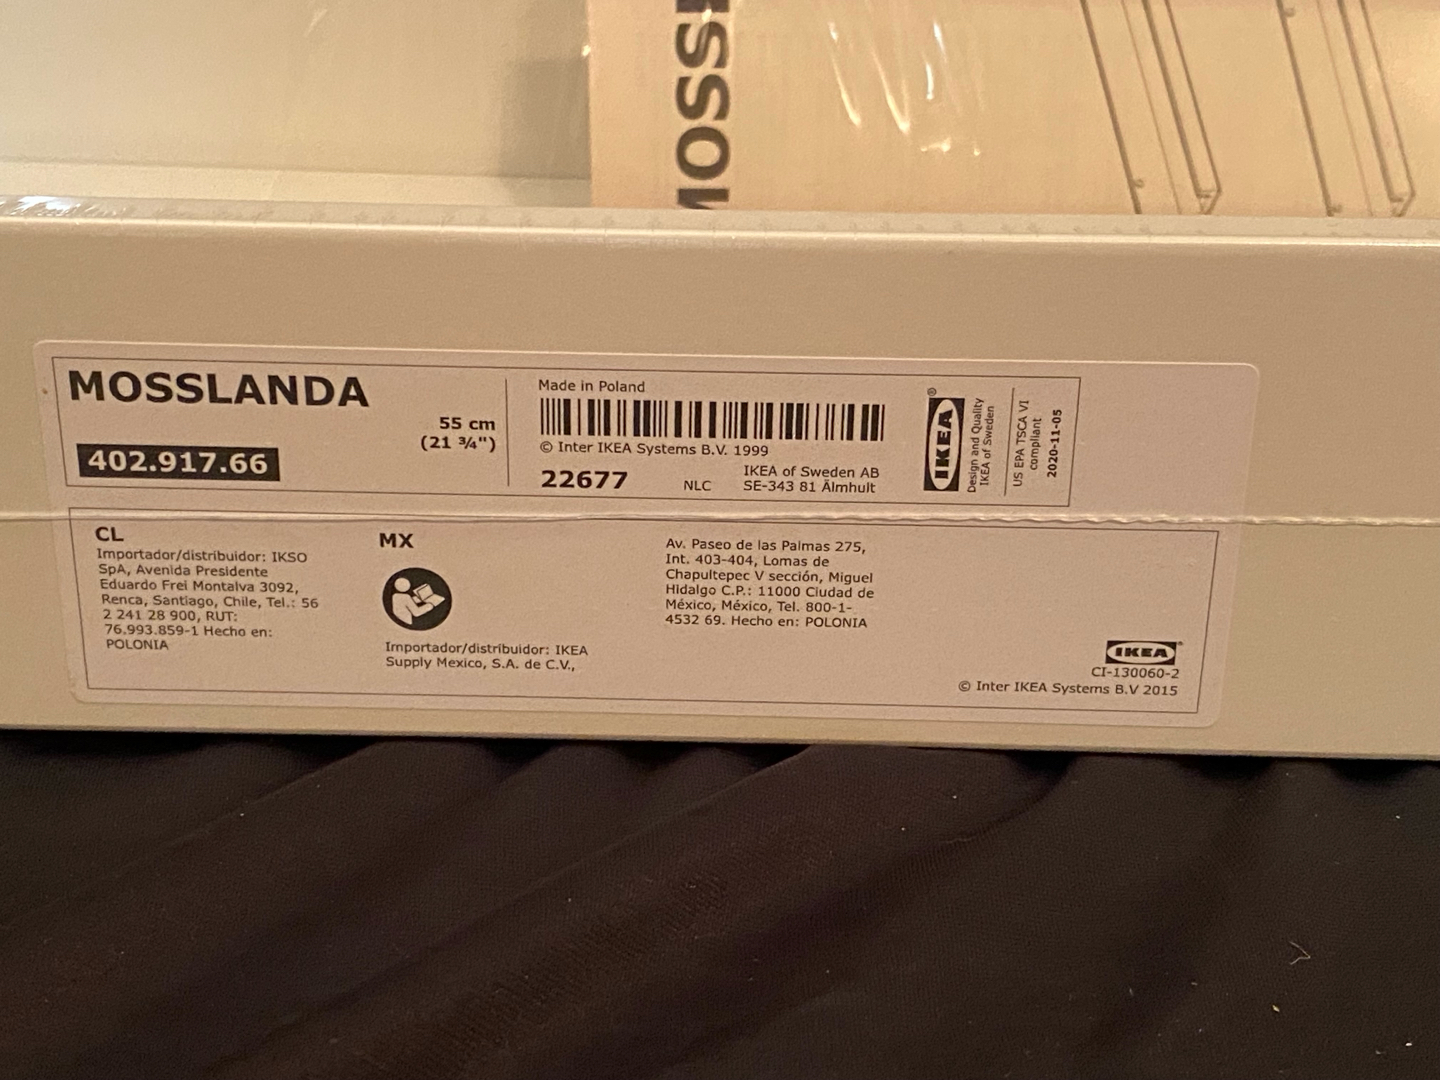 MOSSL
MOSSLANDA
55 cm
(21 ¾")
402.917.66
Made in Poland
© Inter IKEA Systems B.V. 1999
22677
NLC
IKEA of Sweden AB
SE-343 81 Älmhult
IKEA®
Design and Quality
IKEA of Sweden
US EPA TSCA VI
compliant
2020-11-05
CL
Importador/distribuidor: IKSO
SpA, Avenida Presidente
Eduardo Frei Montalva 3092,
Renca, Santiago, Chile, Tel.: 56
2 241 28 900, RUT:
76.993.859-1 Hecho en:
POLONIA
MX
Importador/distribuidor: IKEA
Supply Mexico, S.A. de C.V.,
Av. Paseo de las Palmas 275,
Int. 403-404, Lomas de
Chapultepec V sección, Miguel
Hidalgo C.P.: 11000 Ciudad de
México, México, Tel. 800-1-
4532 69. Hecho en: POLONIA
IKEA®
CI-130060-2
© Inter IKEA Systems B.V 2015